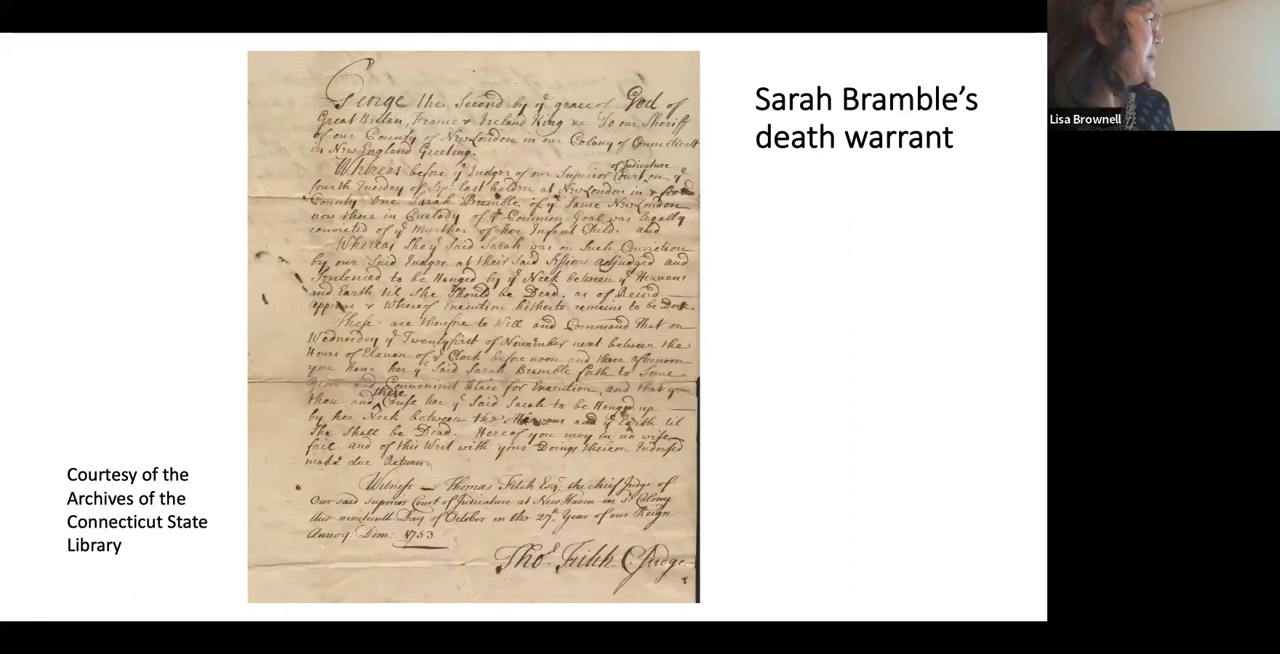 Sarah Bramble's
death warrant
Lisa Brownell
George the Second by ye grace of God of
Great Britan, France & Ireland King &c To our Sheriff
of our County of New London in our Colony of Connecticutt
in New England Greeting.
Whereas before ye Judges of our Superior Court of Judicature on ye
fourth Tuesday of Sep. last holden at New London in & for
County one Sarah Bramble of ye Same New London
now there in Custody of ye Common Goal was legally
convicted of ye Murther of her Infant Child. and
Whereas She ye Said Sarah was on Such Conviction
by our Said Judges at their Said Sessions adjudged and
Sentenced to be Hanged by ye Neck between ye Heavens
and Earth til She Should be Dead. as of Record
appears & Whereof Execution hitherto remains to be Done.
These are therefore to Will and Command that on
Wednesday ye Twentyfirst of November next between the
Hours of Eleven of ye Clock before noon and three afternoon
you have her ye Said Sarah Bramble forth to Some
and Convenient Place for Execution, and that you
then and there Cause her ye Said Sarah to be Hanged up
by her Neck between the Heavens and ye Earth til
She Shall be Dead. Hereof you may in no wise
fail. and of this Writ with your Doings thereon Indorsed
make due Return.
Witness Thomas Fitch Esq. the chief Judge of
Our said superior Court of Judicature at New Haven in sd Colony
this nineteenth Day of October in the 27th Year of our Reign
Annoq: Dom: 1753
Thos Fitch C Judge
Courtesy of the
Archives of the
Connecticut State
Library